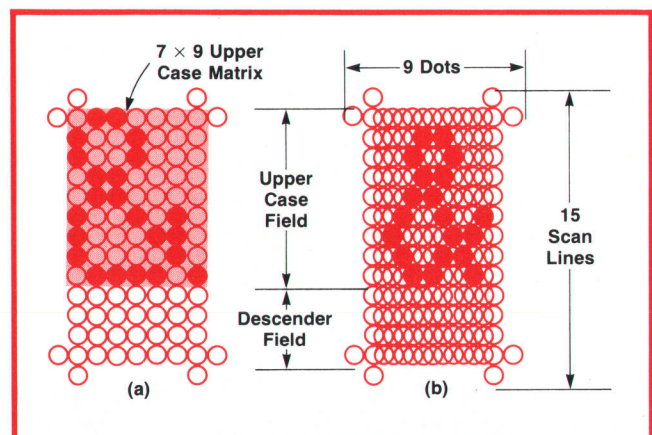 7 × 9 Upper
Case Matrix
9 Dots
Upper
Case
Field
15
Scan
Lines
Descender
Field
(a)
(b)